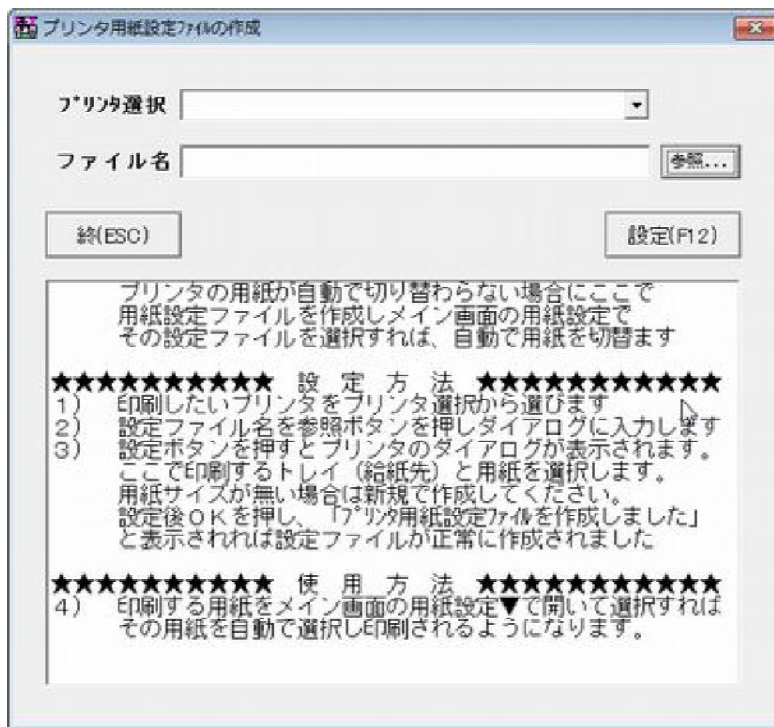 プリンタ用紙設定ﾌｧｲﾙの作成
ﾌﾟﾘﾝﾀ選択
ファイル名
参照...
終(ESC)
設定(F12)
プリンタの用紙が自動で切り替わらない場合にここで
用紙設定ファイルを作成しメイン画面の用紙設定で
その設定ファイルを選択すれば、自動で用紙を切替ます
★★★★★★★★★★ 設 定 方 法 ★★★★★★★★★★★
１） 印刷したいプリンタをプリンタ選択から選びます
２） 設定ファイル名を参照ボタンを押しダイアログに入力します
３） 設定ボタンを押すとプリンタのダイアログが表示されます。
ここで印刷するトレイ（給紙先）と用紙を選択します。
用紙サイズが無い場合は新規で作成してください。
設定後ＯＫを押し、「ﾌﾟﾘﾝﾀ用紙設定ﾌｧｲﾙを作成しました」
と表示されれば設定ファイルが正常に作成されました
★★★★★★★★★★ 使 用 方 法 ★★★★★★★★★★★
４） 印刷する用紙をメイン画面の用紙設定▼で開いて選択すれば
その用紙を自動で選択し印刷されるようになります。